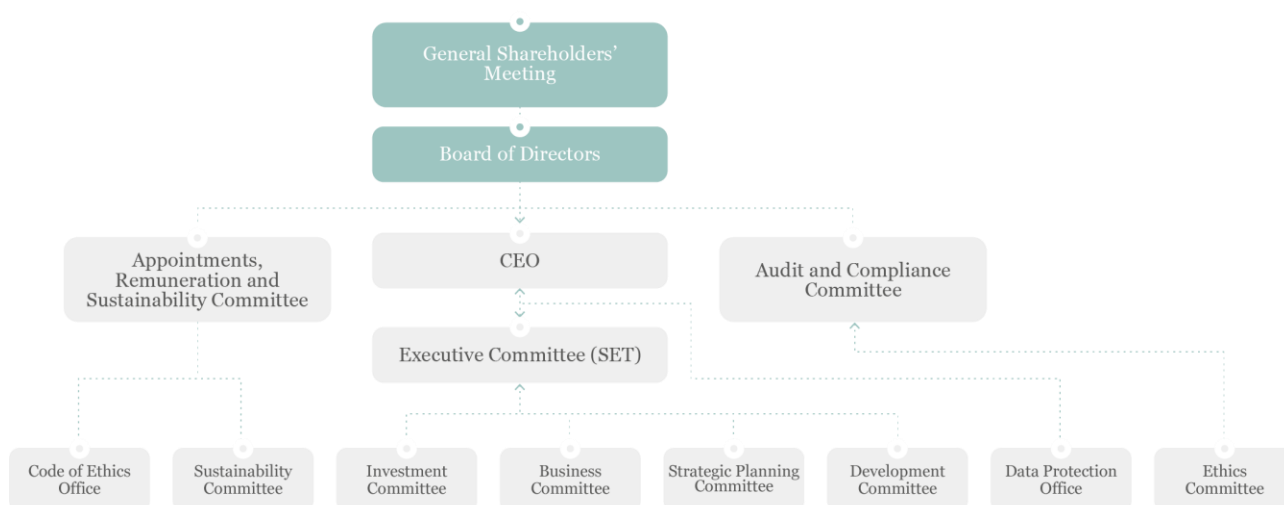 General Shareholders’
Meeting
Board of Directors
Appointments,
Remuneration and
Sustainability Committee
CEO
Audit and Compliance
Committee
Executive Committee (SET)
Code of Ethics
Office
Sustainability
Committee
Investment
Committee
Business
Committee
Strategic Planning
Committee
Development
Committee
Data Protection
Office
Ethics
Committee